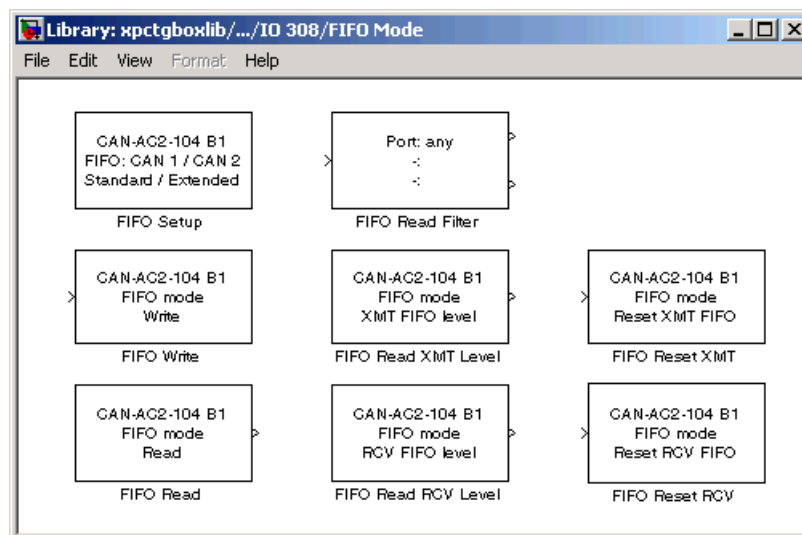 Library: xpctgboxlib/.../IO 308/FIFO Mode
File Edit View Format Help
CAN-AC2-104 B1
FIFO: CAN 1 / CAN 2
Standard / Extended
FIFO Setup
Port: any
-:
-:
FIFO Read Filter
CAN-AC2-104 B1
FIFO mode
Write
FIFO Write
CAN-AC2-104 B1
FIFO mode
XMT FIFO level
FIFO Read XMT Level
CAN-AC2-104 B1
FIFO mode
Reset XMT FIFO
FIFO Reset XMT
CAN-AC2-104 B1
FIFO mode
Read
FIFO Read
CAN-AC2-104 B1
FIFO mode
RCV FIFO level
FIFO Read RCV Level
CAN-AC2-104 B1
FIFO mode
Reset RCV FIFO
FIFO Reset RCV